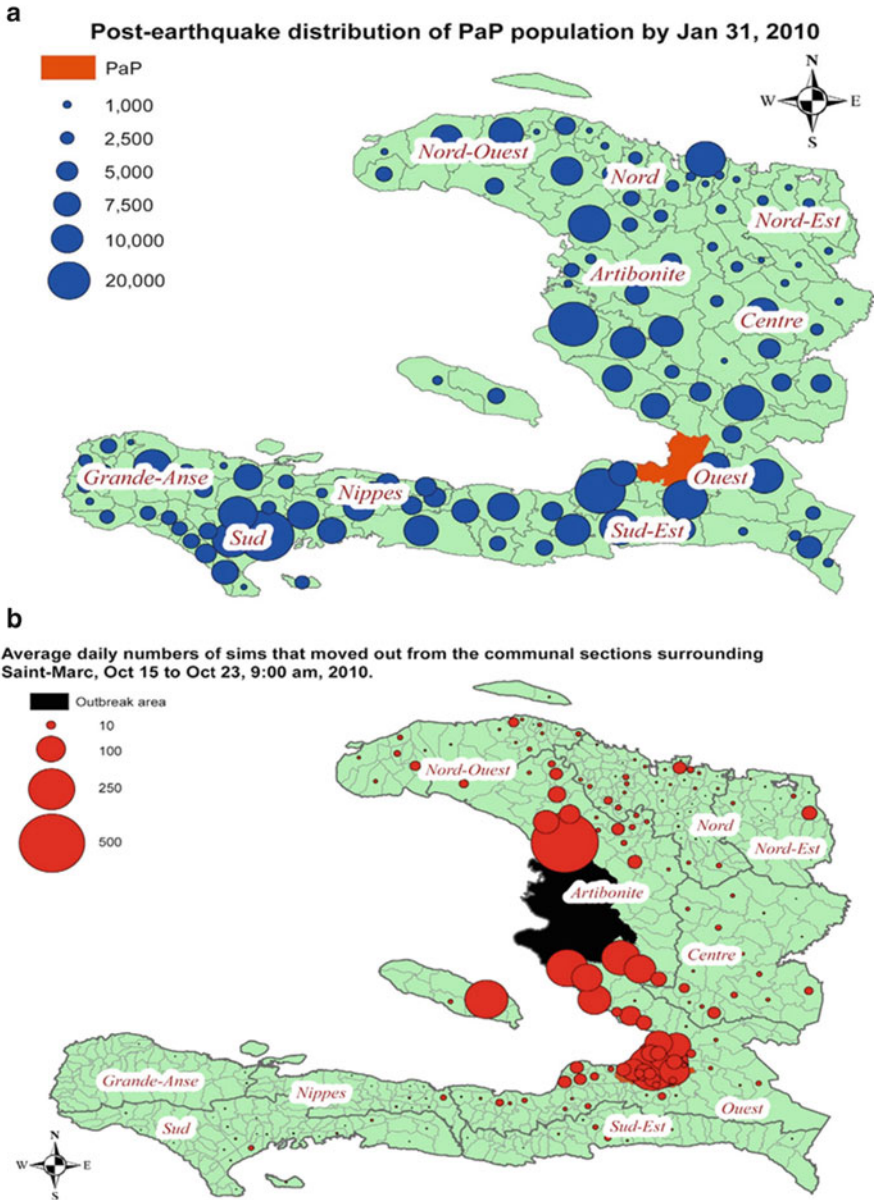 a
Post-earthquake distribution of PaP population by Jan 31, 2010
PaP
1,000
2,500
5,000
7,500
10,000
20,000
N
W E
S
Nord-Ouest
Nord
Nord-Est
Artibonite
Centre
Grande-Anse
Nippes
Ouest
Sud
Sud-Est
b
Average daily numbers of sims that moved out from the communal sections surrounding
Saint-Marc, Oct 15 to Oct 23, 9:00 am, 2010.
Outbreak area
10
100
250
500
Nord-Ouest
Nord
Nord-Est
Artibonite
Centre
Grande-Anse
Nippes
Ouest
Sud
Sud-Est
N
W E
S